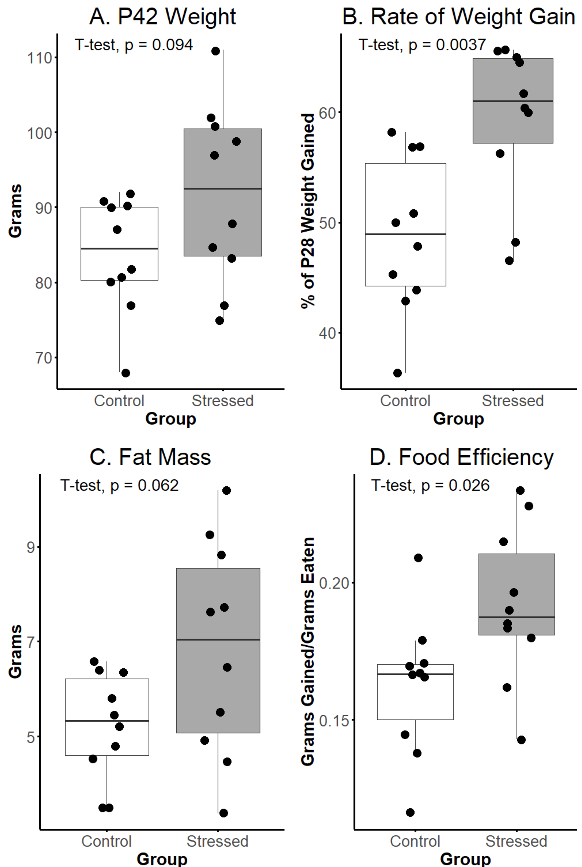 A. P42 Weight
T-test, p = 0.094
Grams
110
100
90
80
70
Control
Stressed
Group
B. Rate of Weight Gain
T-test, p = 0.0037
% of P28 Weight Gained
60
50
40
Control
Stressed
Group
C. Fat Mass
T-test, p = 0.062
Grams
9
7
5
Control
Stressed
Group
D. Food Efficiency
T-test, p = 0.026
Grams Gained/Grams Eaten
0.20
0.15
Control
Stressed
Group